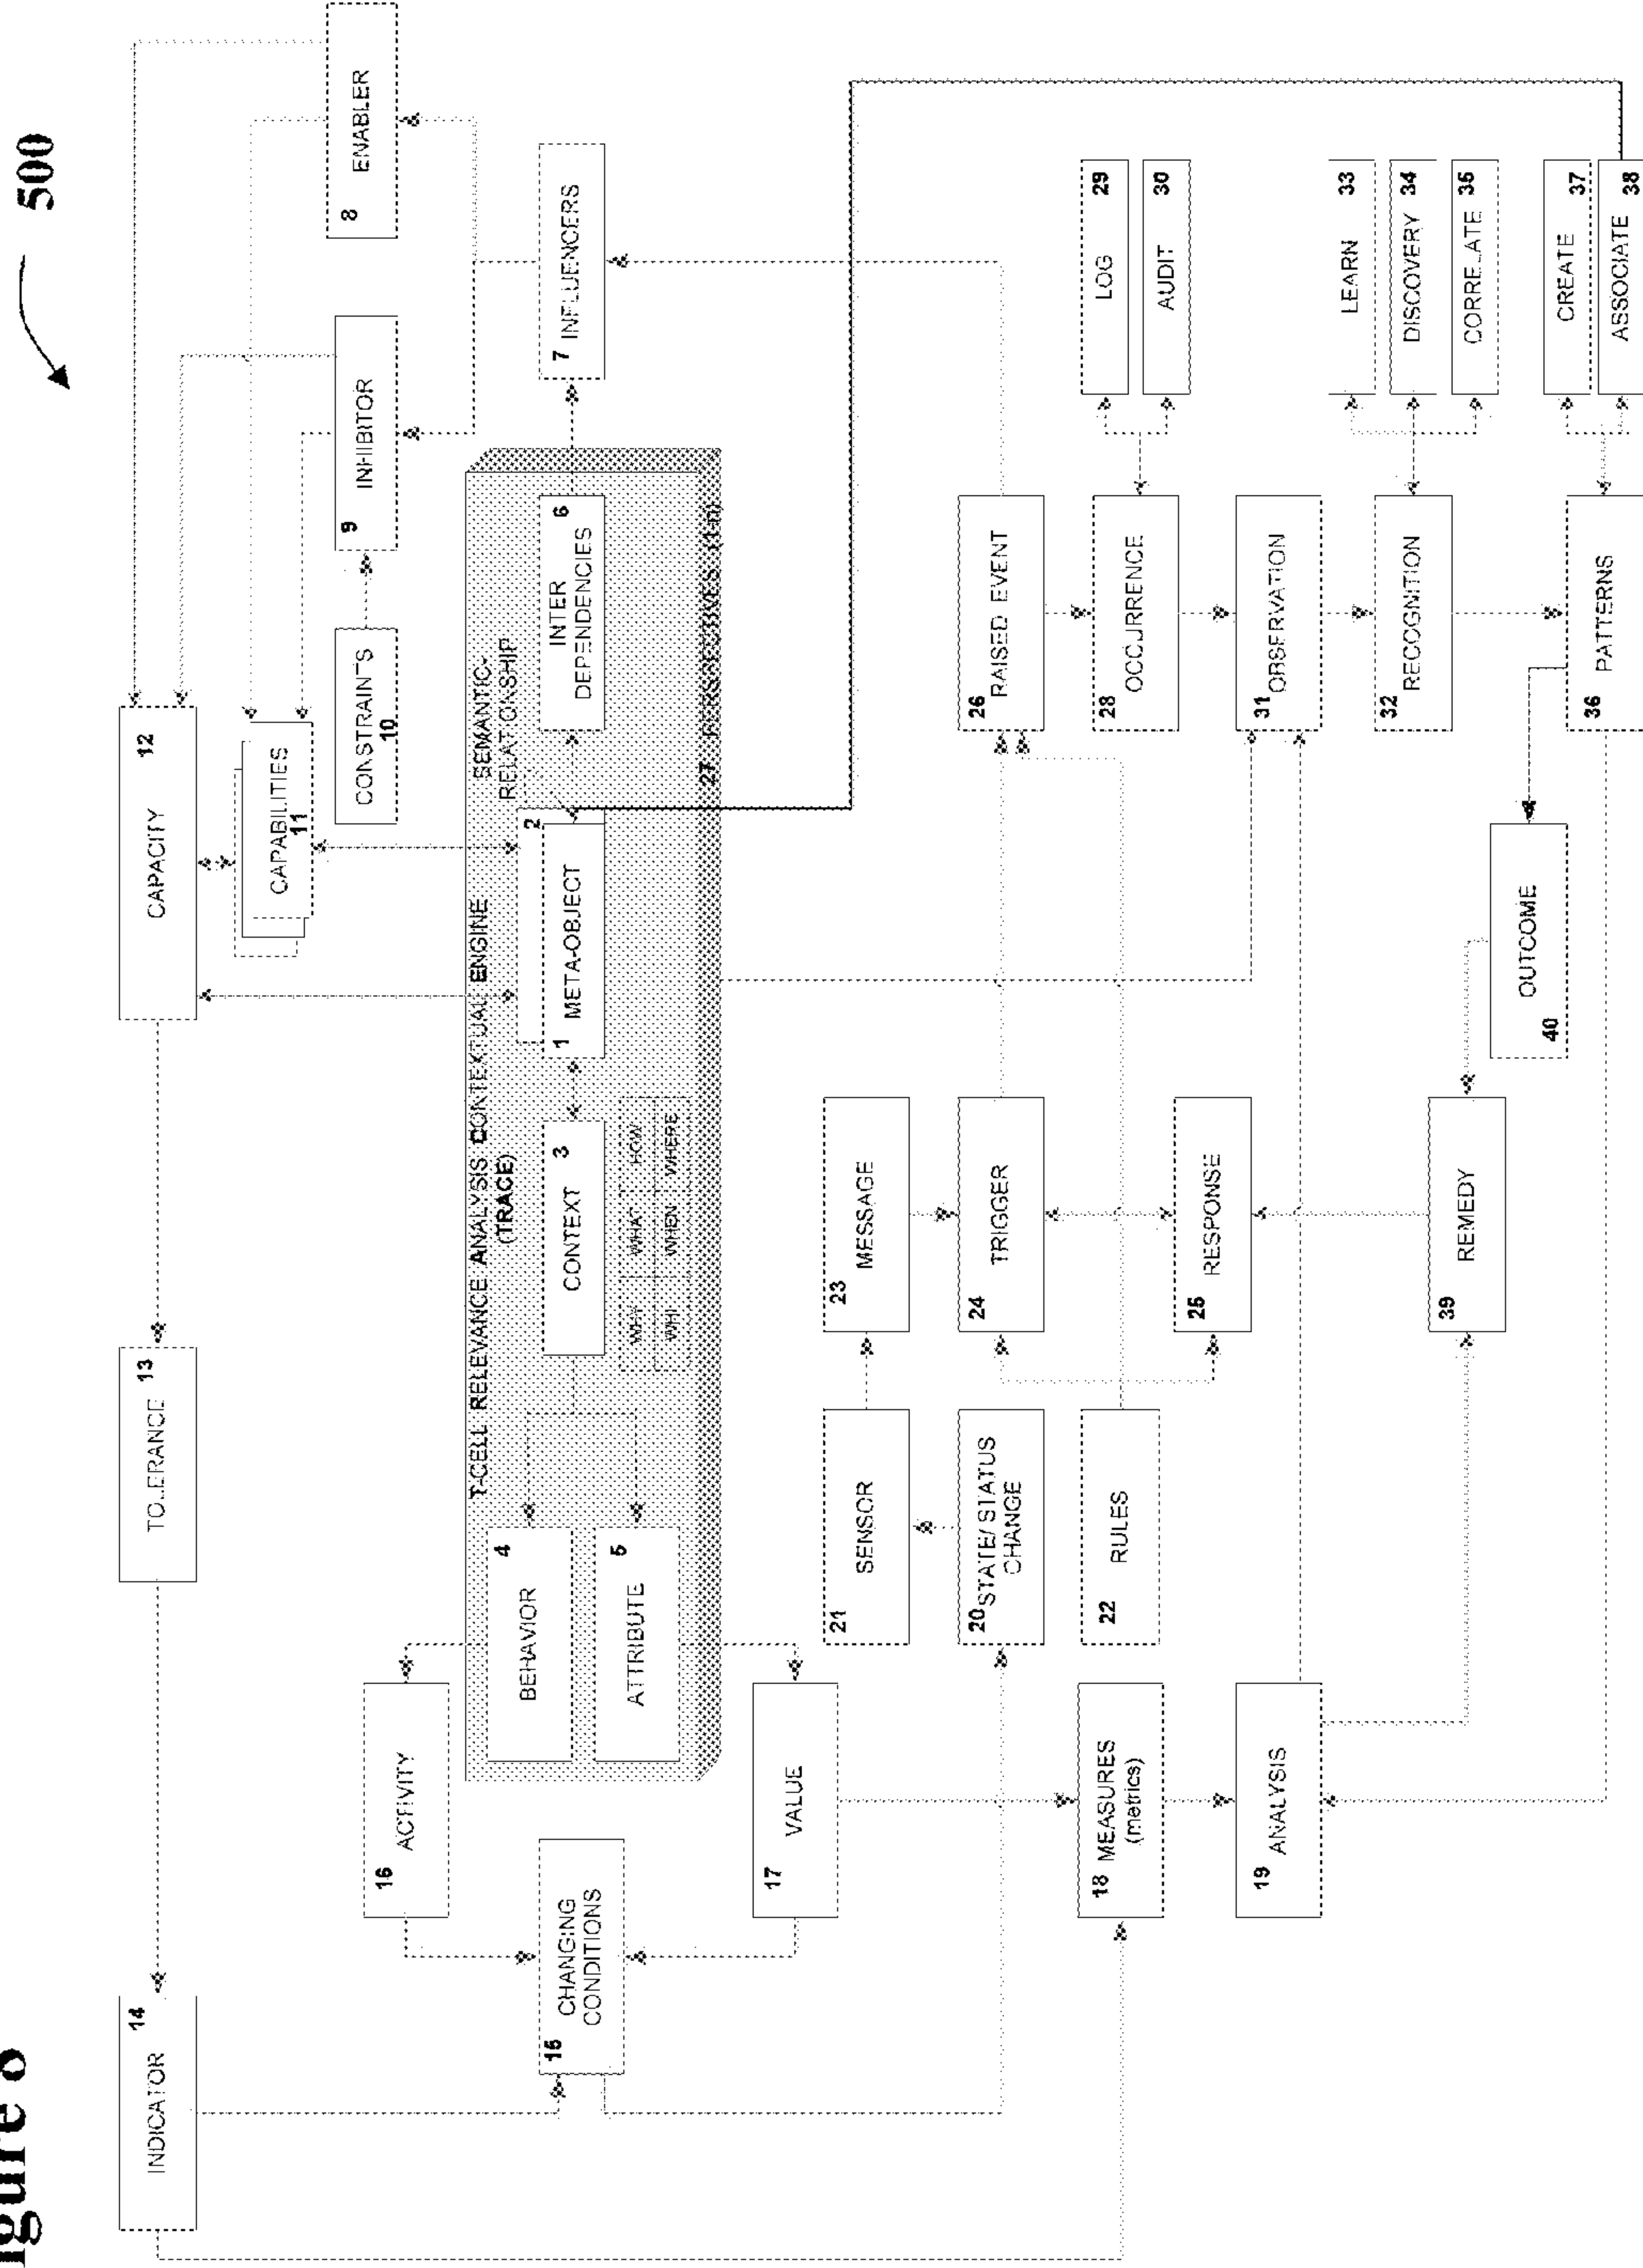 igure 8
500
INDICATOR 14
TOLERANCE 13
CAPACITY 12
CAPABILITIES
11
8 ENABLER
9 INHIBITOR
CONSTRAINTS
10
16 ACTIVITY
T-CELL RELEVANCE ANALYSIS CONTEXTUAL ENGINE
(TRACE)
SEMANTIC-
RELATIONSHIP
BEHAVIOR 4
ATTRIBUTE 5
CONTEXT 3
WHY WHAT HOW
WHEN WHERE
1 META-OBJECT
2
INTER
DEPENDENCIES 6
7 INFLUENCERS
27 PERSPECTIVES
15 CHANGING
CONDITIONS
17 VALUE
21 SENSOR
23 MESSAGE
20 STATE/STATUS
CHANGE
24 TRIGGER
26 RAISED EVENT
18 MEASURES
(metrics)
22 RULES
28 OCCURRENCE
LOG 29
AUDIT 30
19 ANALYSIS
25 RESPONSE
31 OBSERVATION
32 RECOGNITION
LEARN 33
DISCOVERY 34
CORRELATE 35
39 REMEDY
40 OUTCOME
36 PATTERNS
CREATE 37
ASSOCIATE 38